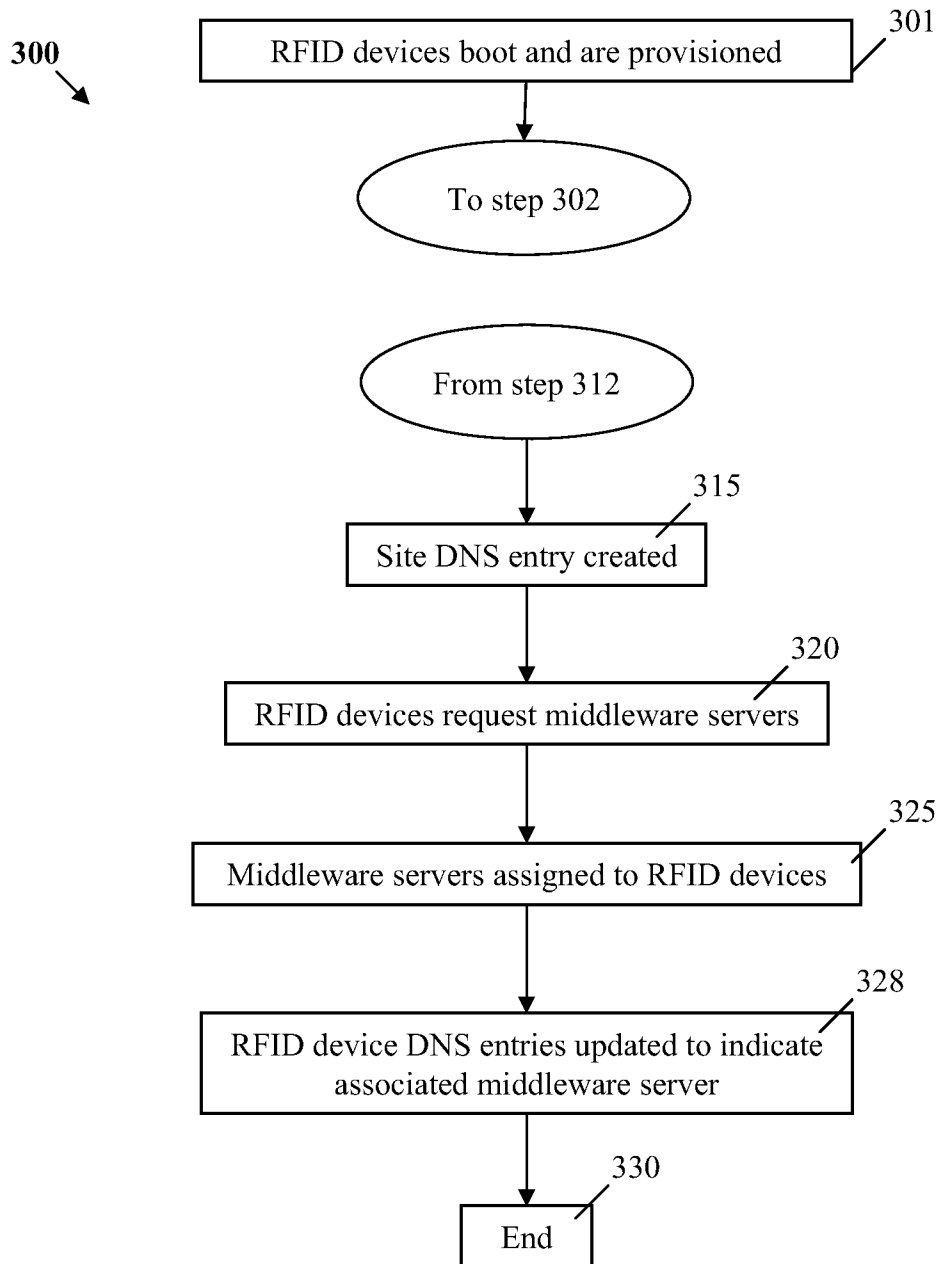 301
RFID devices boot and are provisioned
300
To step 302
From step 312
315
Site DNS entry created
320
RFID devices request middleware servers
325
Middleware servers assigned to RFID devices
328
RFID device DNS entries updated to indicate
associated middleware server
330
End